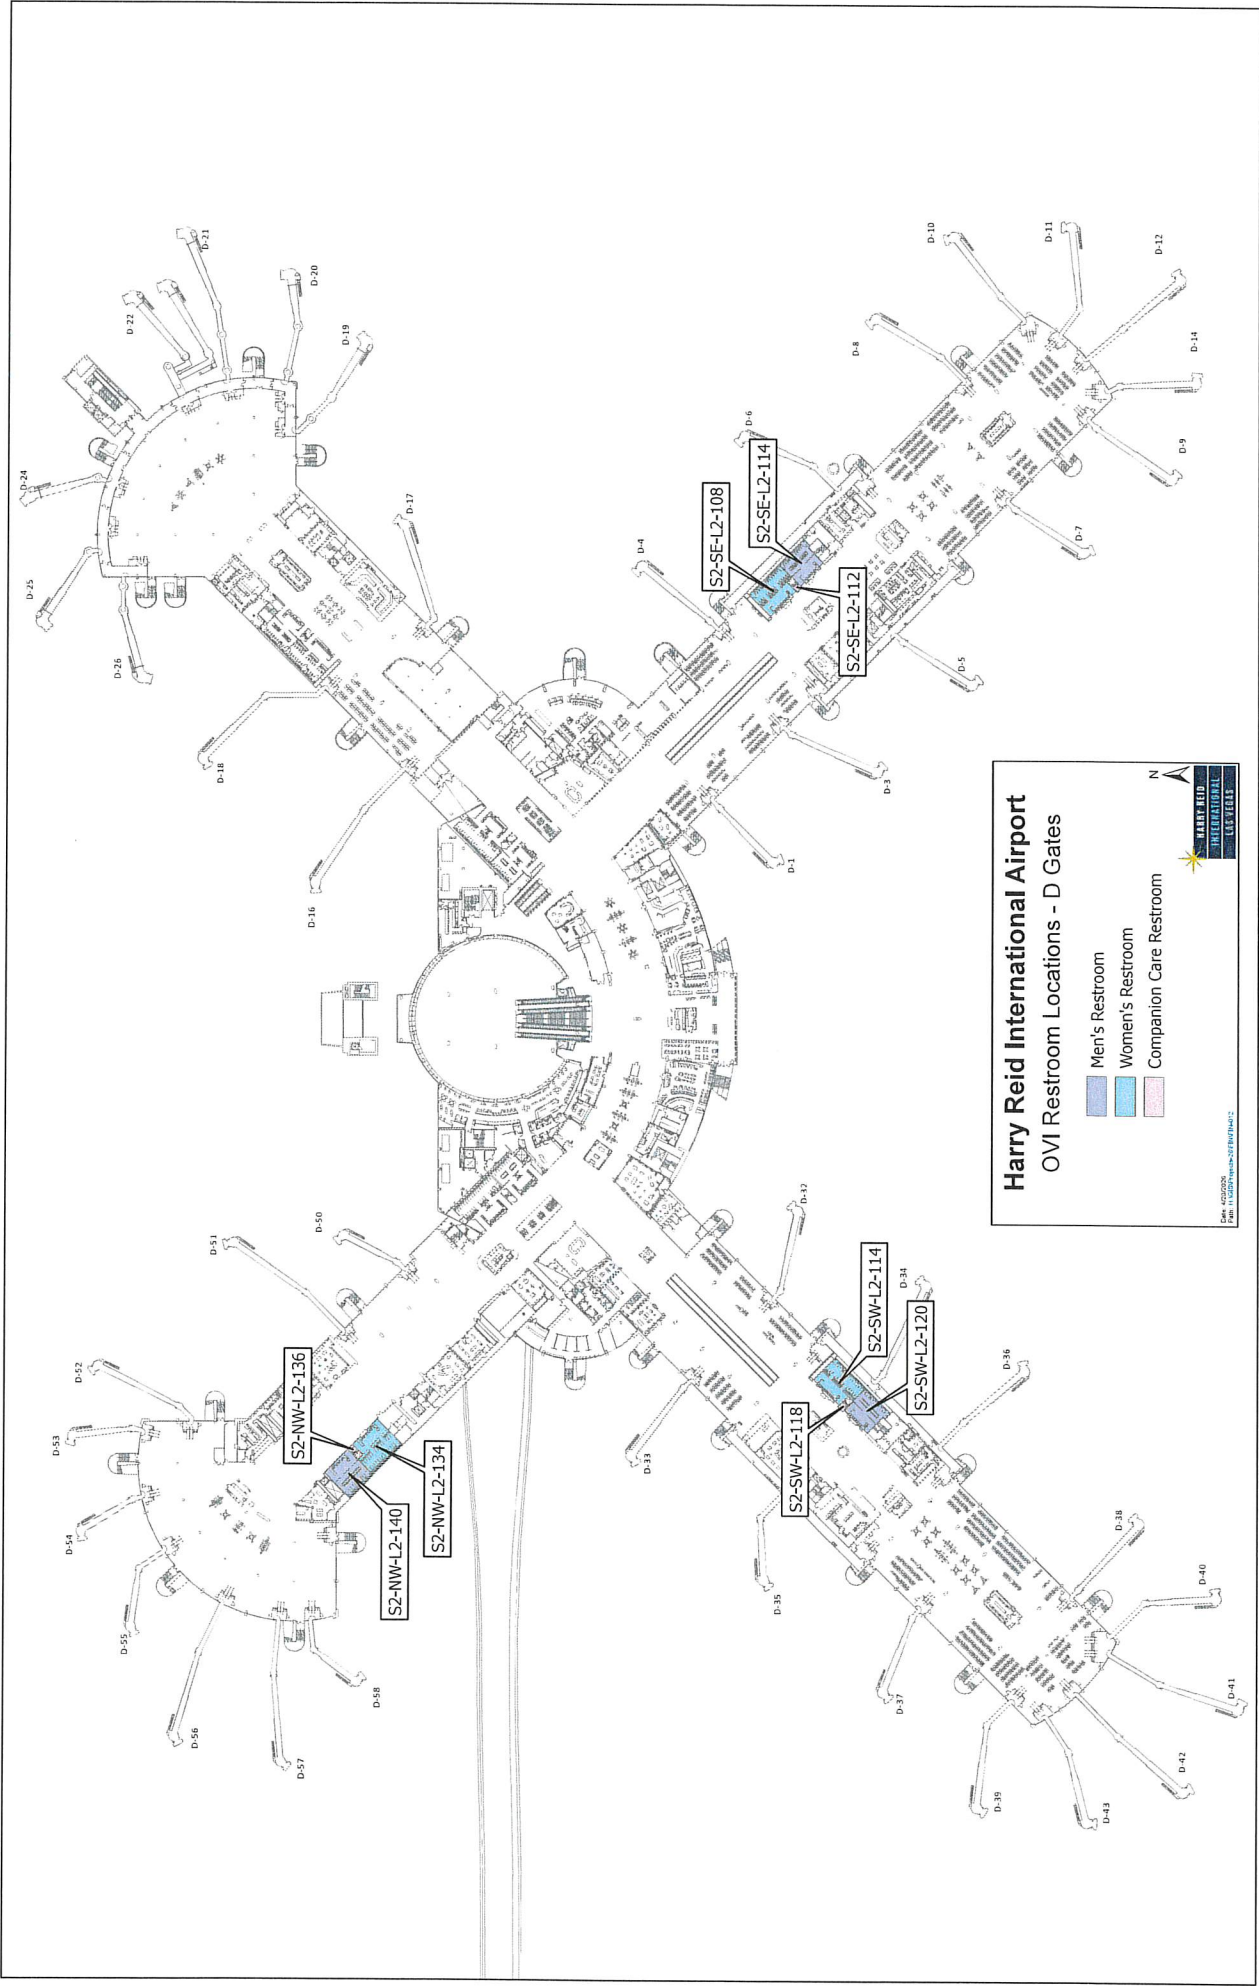 D-21
D-22
D-20
D-19
D-24
D-25
D-26
D-17
D-18
D-16
D-10
D-11
D-12
D-14
D-8
D-9
D-6
D-7
D-4
D-5
D-3
D-1
S2-SE-L2-114
S2-SE-L2-108
S2-SE-L2-112
D-50
D-51
D-52
D-53
D-54
D-55
D-56
D-57
D-58
S2-NW-L2-136
S2-NW-L2-134
S2-NW-L2-140
D-32
D-34
D-36
D-33
D-35
D-38
D-40
D-37
D-41
D-42
D-39
D-43
S2-SW-L2-114
S2-SW-L2-120
S2-SW-L2-118
Harry Reid International Airport
OVI Restroom Locations - D Gates
Men's Restroom
Women's Restroom
Companion Care Restroom
N
HARRY REID
INTERNATIONAL
LAS VEGAS